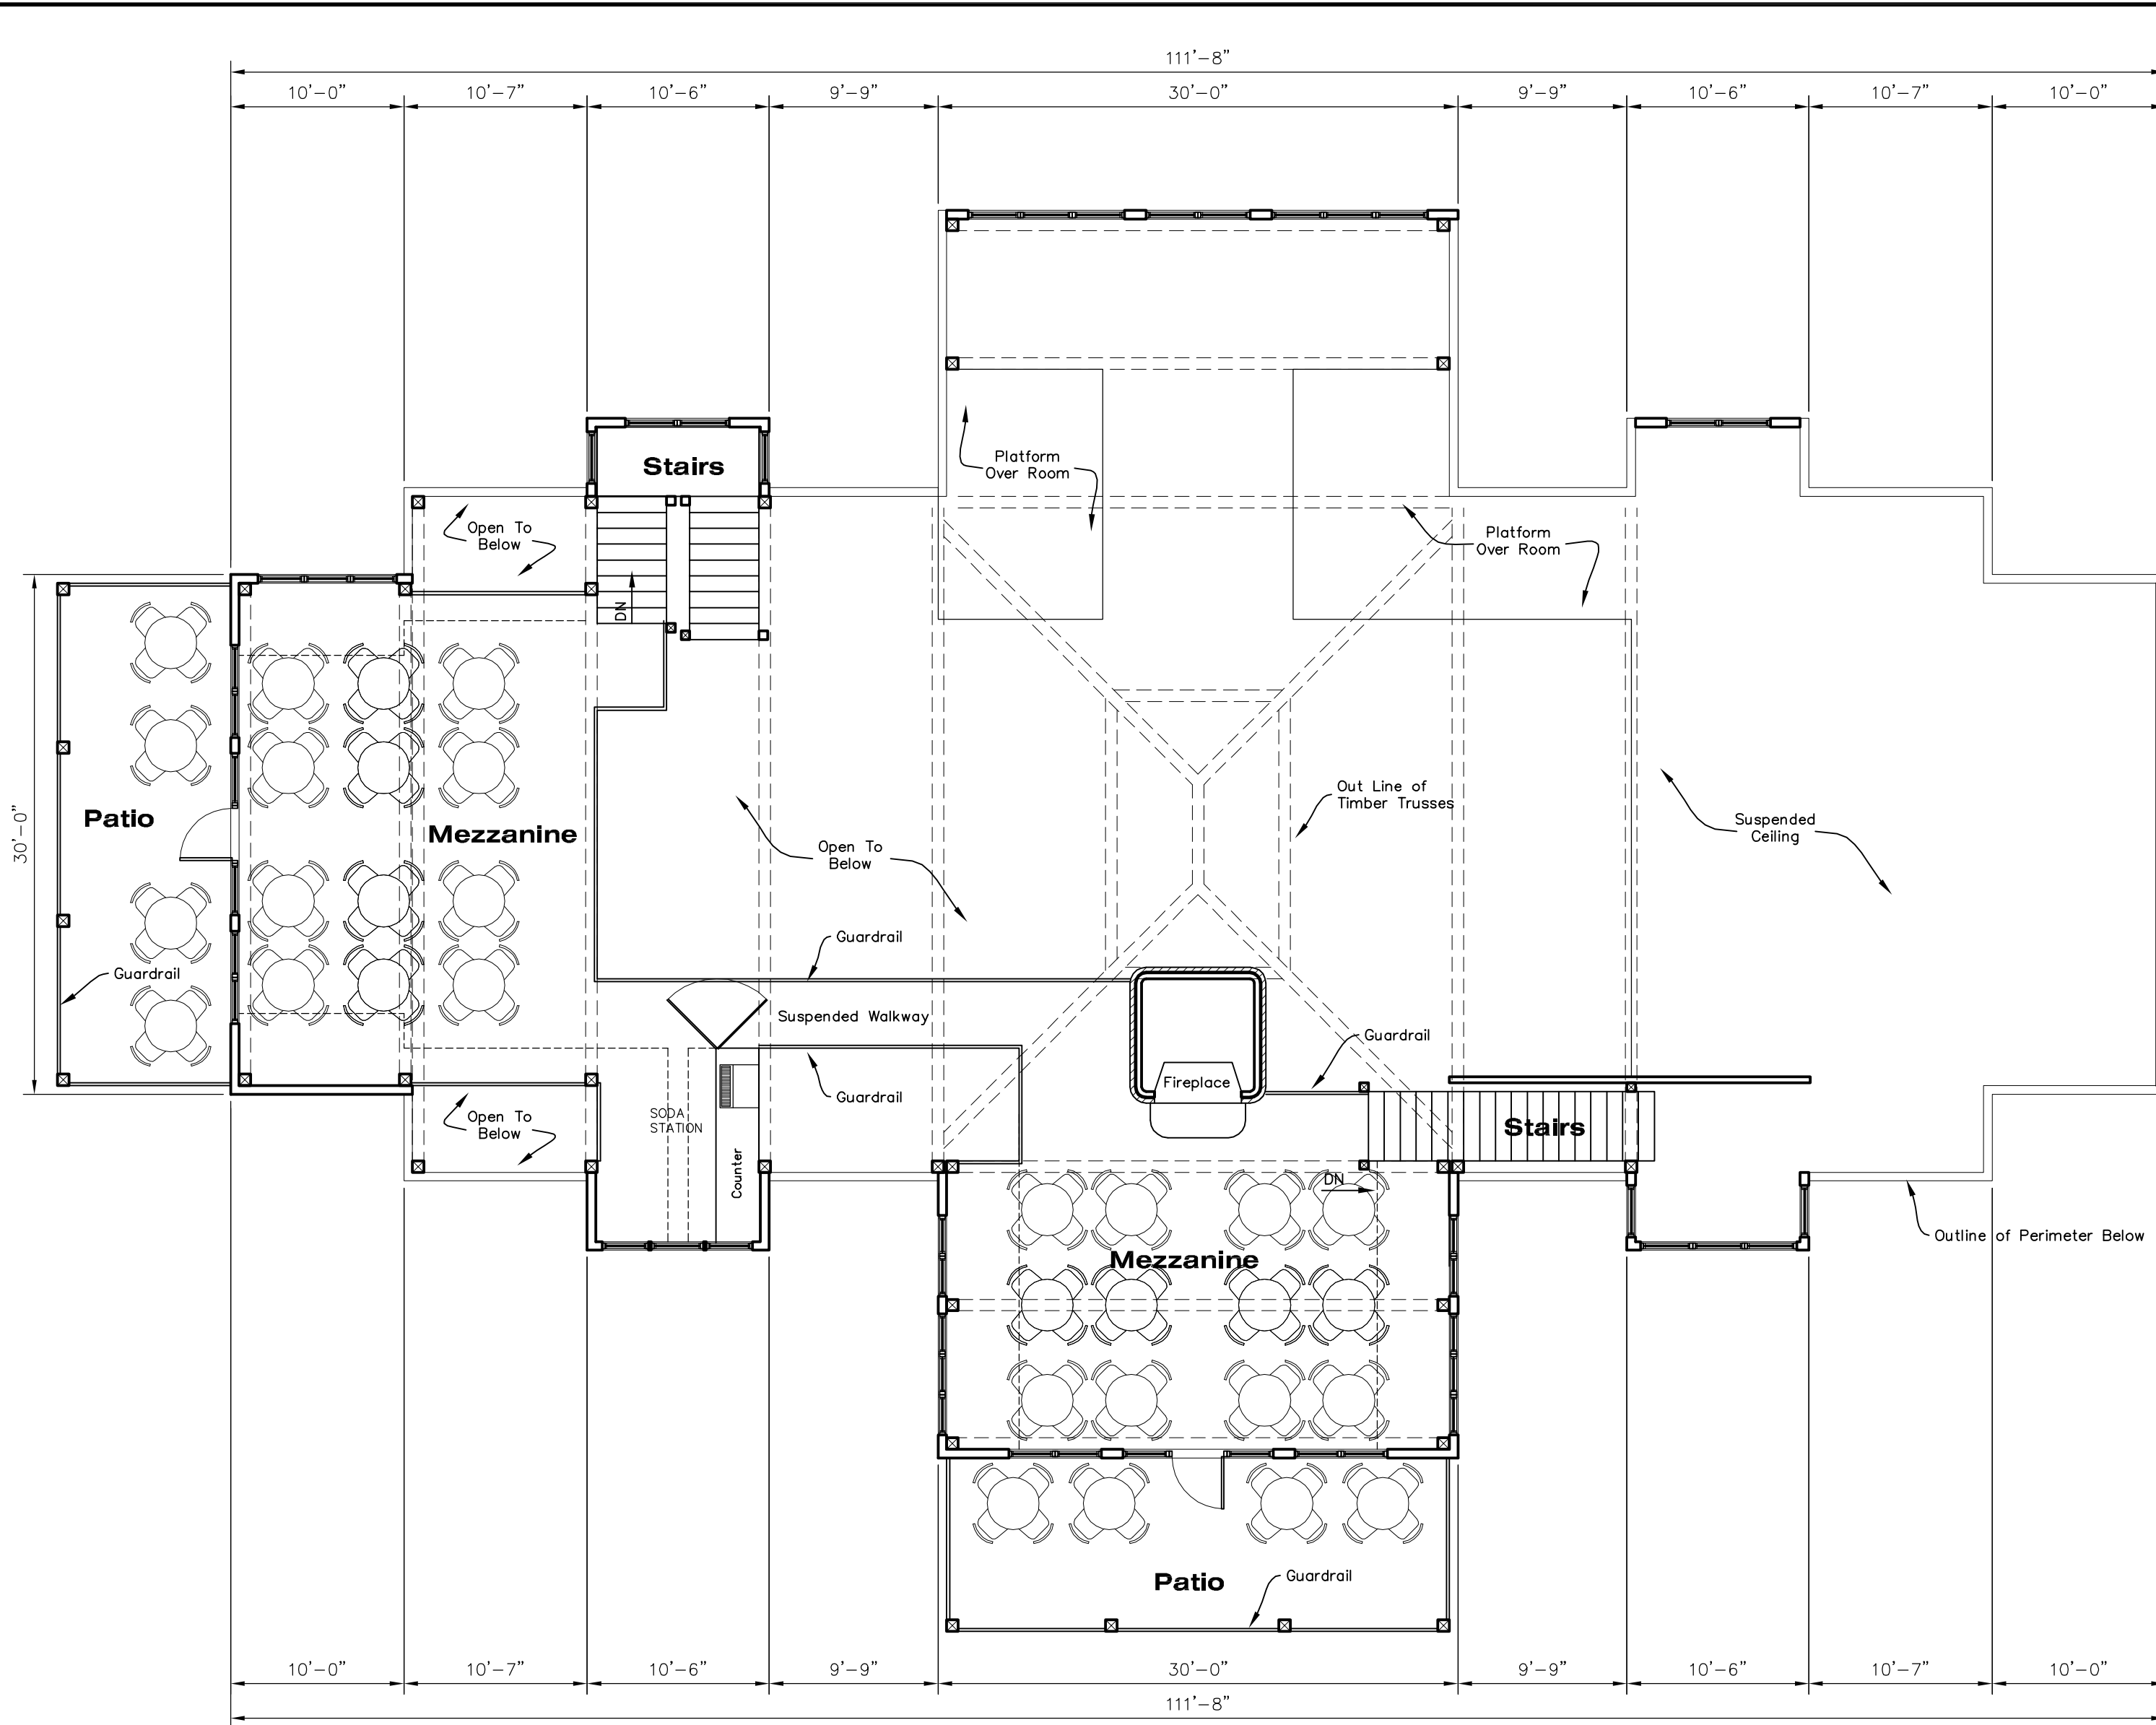 111'-8"
10'-0" 10'-7" 10'-6" 9'-9" 30'-0" 9'-9" 10'-6" 10'-7" 10'-0"
Stairs
Platform
Over Room
Open To
Below
Platform
Over Room
DN
30'-0"
Patio
Mezzanine
Open To
Below
Out Line of
Timber Trusses
Suspended
Ceiling
Guardrail
Guardrail
Suspended Walkway
Guardrail
Fireplace
Guardrail
Open To
Below
SODA
STATION
Counter
Stairs
DN
Outline of Perimeter Below
Mezzanine
Patio
Guardrail
10'-0" 10'-7" 10'-6" 9'-9" 30'-0" 9'-9" 10'-6" 10'-7" 10'-0"
111'-8"